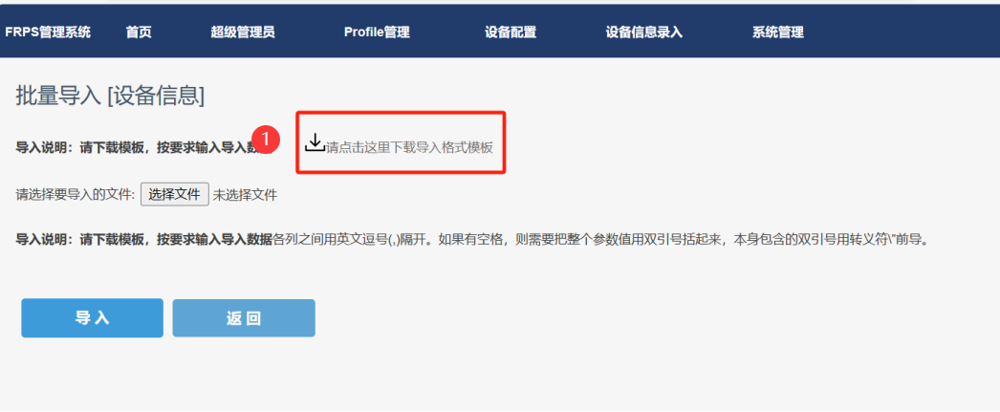 FRPS管理系统 首页 超级管理员 Profile管理 设备配置 设备信息录入 系统管理
批量导入 [设备信息]
导入说明：请下载模板，按要求输入导入数 1 请点击这里下载导入格式模板
请选择要导入的文件: 选择文件 未选择文件
导入说明：请下载模板，按要求输入导入数据各列之间用英文逗号(,)隔开。如果有空格，则需要把整个参数值用双引号括起来，本身包含的双引号用转义符\"前导。
导 入 返 回